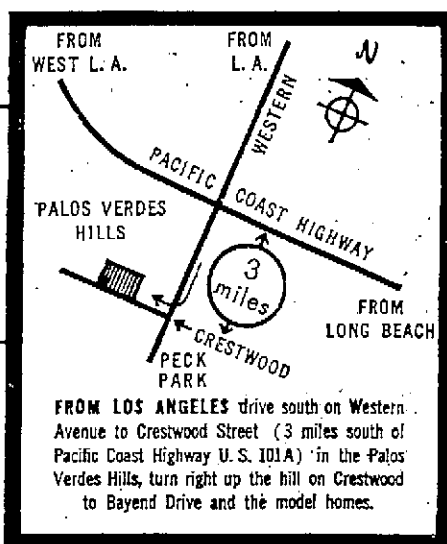 FROM
WEST L. A.
FROM
L. A.
N
WESTERN
PACIFIC COAST HIGHWAY
PALOS VERDES
HILLS
3
miles
FROM
LONG BEACH
CRESTWOOD
PECK
PARK
FROM LOS ANGELES drive south on Western
Avenue to Crestwood Street (3 miles south of
Pacific Coast Highway U. S. 101A) in the Palos
Verdes Hills, turn right up the hill on Crestwood
to Bayend Drive and the model homes.